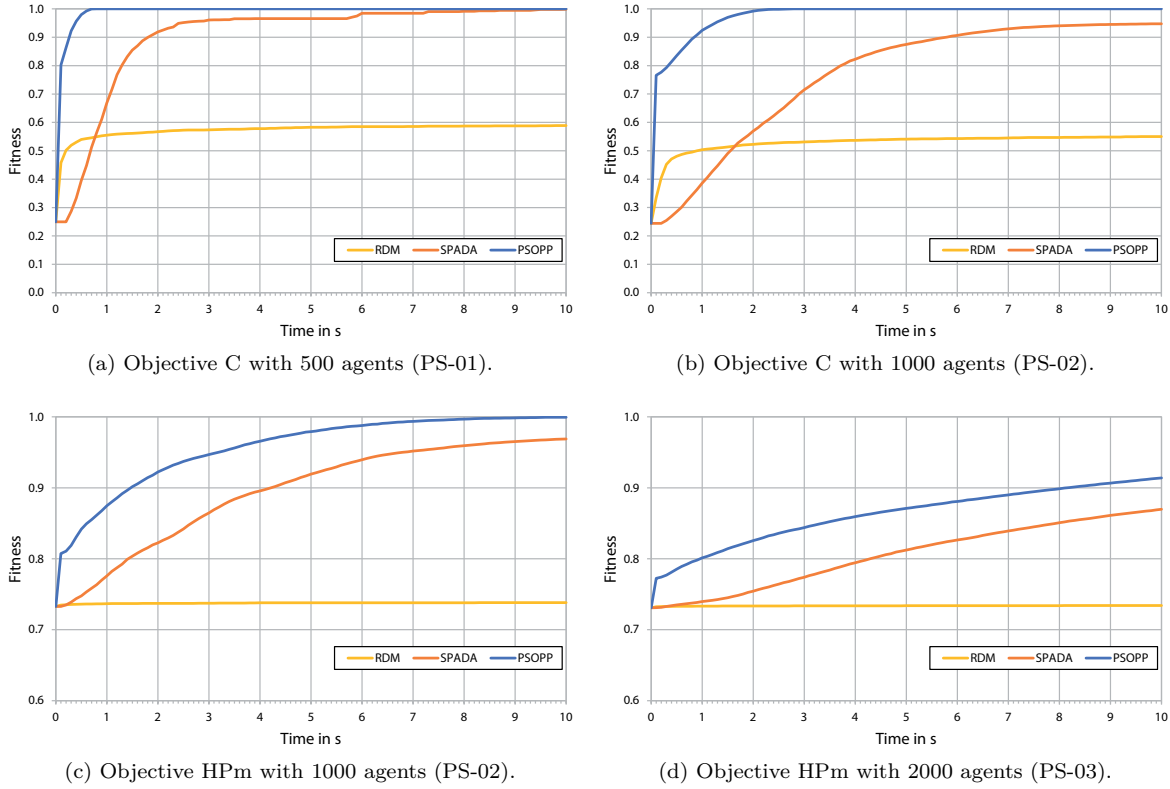 1.0
0.9
0.8
0.7
0.6
0.5
0.4
0.3
0.2
0.1
0.0
Fitness
RDM SPADA PSOPP
0 1 2 3 4 5 6 7 8 9 10
Time in s
(a) Objective C with 500 agents (PS-01).
1.0
0.9
0.8
0.7
0.6
0.5
0.4
0.3
0.2
0.1
0.0
Fitness
RDM SPADA PSOPP
0 1 2 3 4 5 6 7 8 9 10
Time in s
(b) Objective C with 1000 agents (PS-02).
1.0
0.9
0.8
0.7
0.6
Fitness
RDM SPADA PSOPP
0 1 2 3 4 5 6 7 8 9 10
Time in s
(c) Objective HPm with 1000 agents (PS-02).
1.0
0.9
0.8
0.7
0.6
Fitness
RDM SPADA PSOPP
0 1 2 3 4 5 6 7 8 9 10
Time in s
(d) Objective HPm with 2000 agents (PS-03).